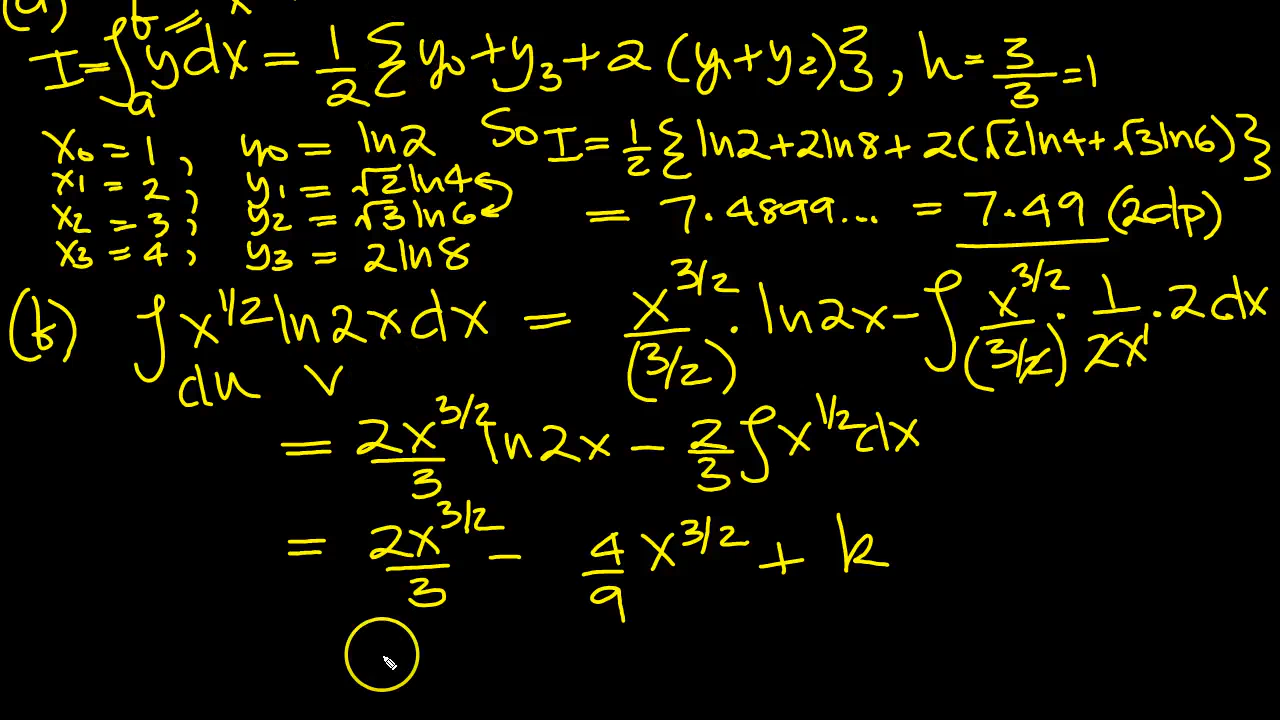 (a)
I = ∫_a^b y dx = 1/2 {y₀ + y₃ + 2 (y₁ + y₂)}, h = 3/3 = 1
x₀ = 1, y₀ = ln2 So I = 1/2 {ln2 + 2ln8 + 2(√2 ln4 + √3 ln6)}
x₁ = 2, y₁ = √2 ln4
x₂ = 3, y₂ = √3 ln6 = 7.4899... = 7.49 (2dp)
x₃ = 4, y₃ = 2ln8
(b) ∫ x^1/2 ln2x dx = x^3/2/(3/2) · ln2x - ∫ x^3/2/(3/2) · 1/2x¹ · 2 dx
du v
= 2x^3/2/3 ln2x - 2/3 ∫ x^1/2 dx
= 2x^3/2/3 - 4/9 x^3/2 + k